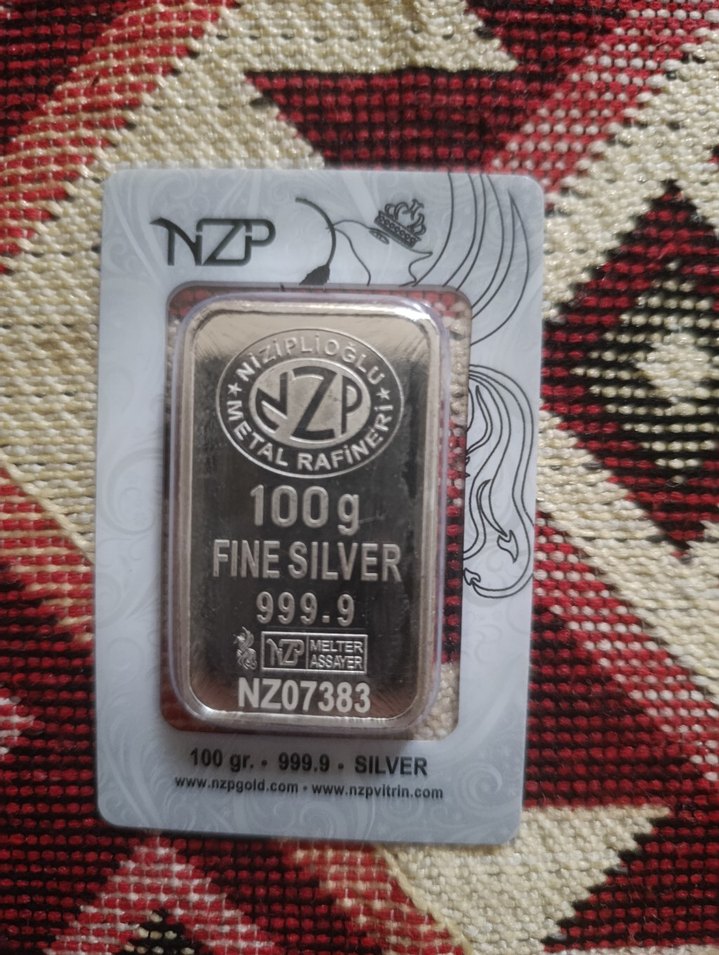 NZP
NİZİPLİOĞLU
NZP
METAL RAFİNERİ
100 g
FINE SILVER
999.9
NZP MELTER
ASSAYER
NZ07383
100 gr. • 999.9 • SILVER
www.nzpgold.com • www.nzpvitrin.com